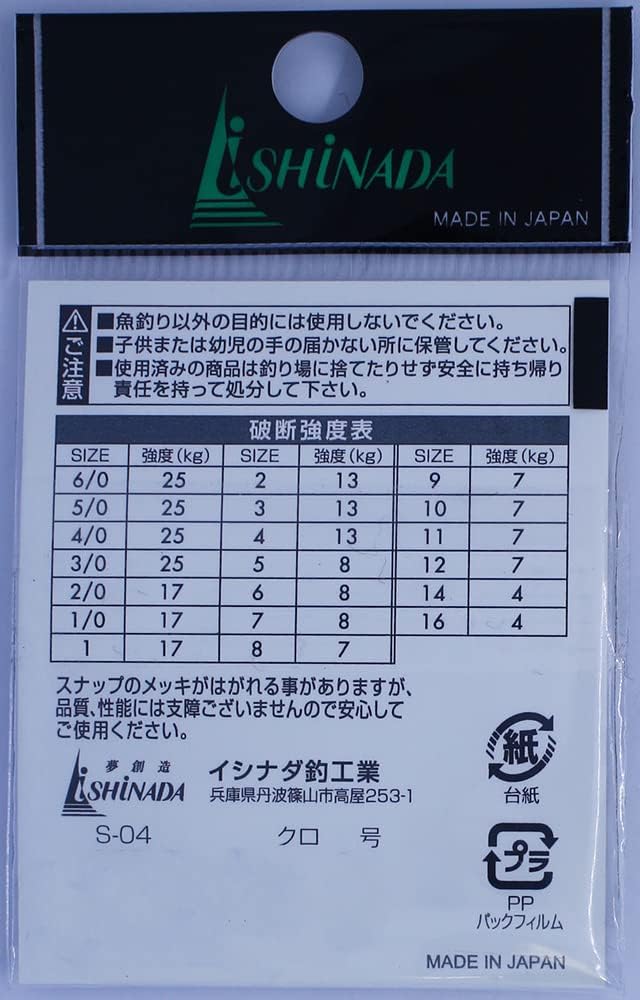 iSHiNADA
MADE IN JAPAN
ご注意
■魚釣り以外の目的には使用しないでください。
■子供または幼児の手の届かない所に保管してください。
■使用済みの商品は釣り場に捨てたりせず安全に持ち帰り
責任を持って処分して下さい。
破断強度表
SIZE 強度(kg) SIZE 強度(kg) SIZE 強度(kg)
6/0 25 2 13 9 7
5/0 25 3 13 10 7
4/0 25 4 13 11 7
3/0 25 5 8 12 7
2/0 17 6 8 14 4
1/0 17 7 8 16 4
1 17 8 7
スナップのメッキがはがれる事がありますが、
品質、性能には支障ございませんので安心して
ご使用ください。
夢創造
iSHiNADA
イシナダ釣工業
兵庫県丹波篠山市高屋253-1
S-04 クロ 号
紙
台紙
プラ
PP
バックフィルム
MADE IN JAPAN